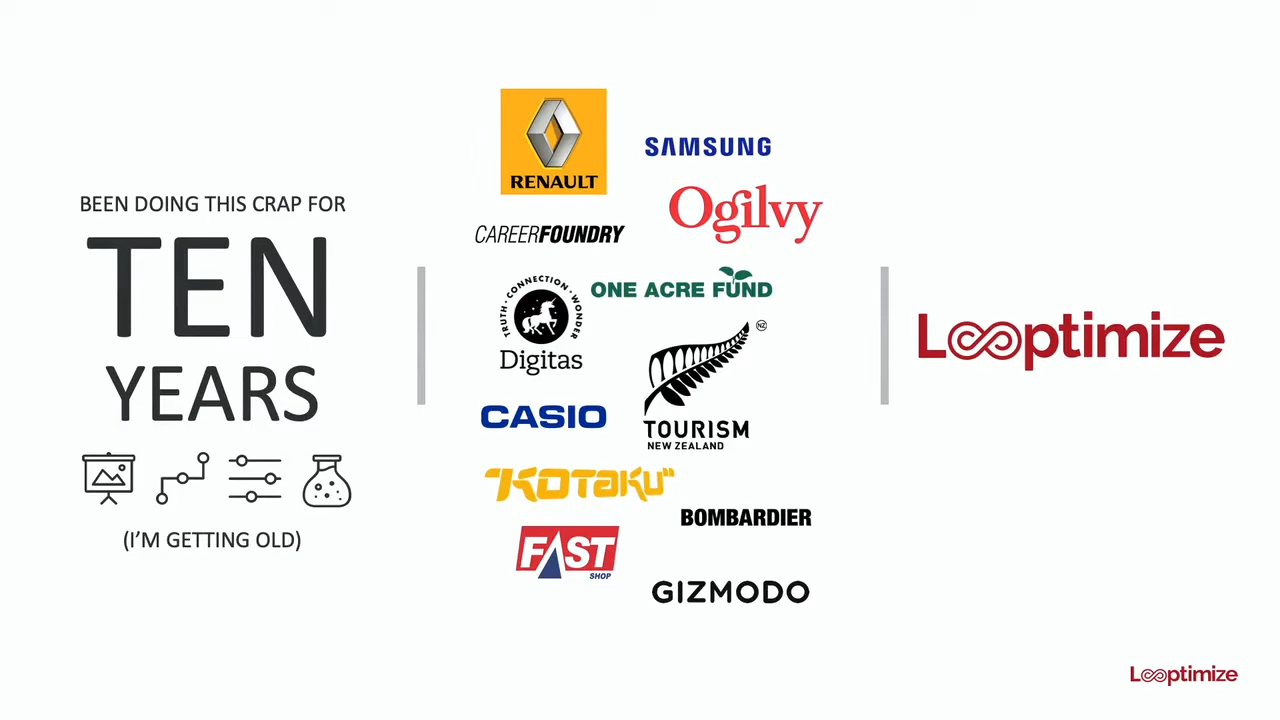 BEEN DOING THIS CRAP FOR
TEN
YEARS
(I'M GETTING OLD)
RENAULT
SAMSUNG
Ogilvy
CAREERFOUNDRY
ONE ACRE FUND
TRUTH · CONNECTION · WONDER
Digitas
NZ
TOURISM
NEW ZEALAND
CASIO
"KOTAKU"
BOMBARDIER
FAST
SHOP
GIZMODO
Looptimize
Looptimize